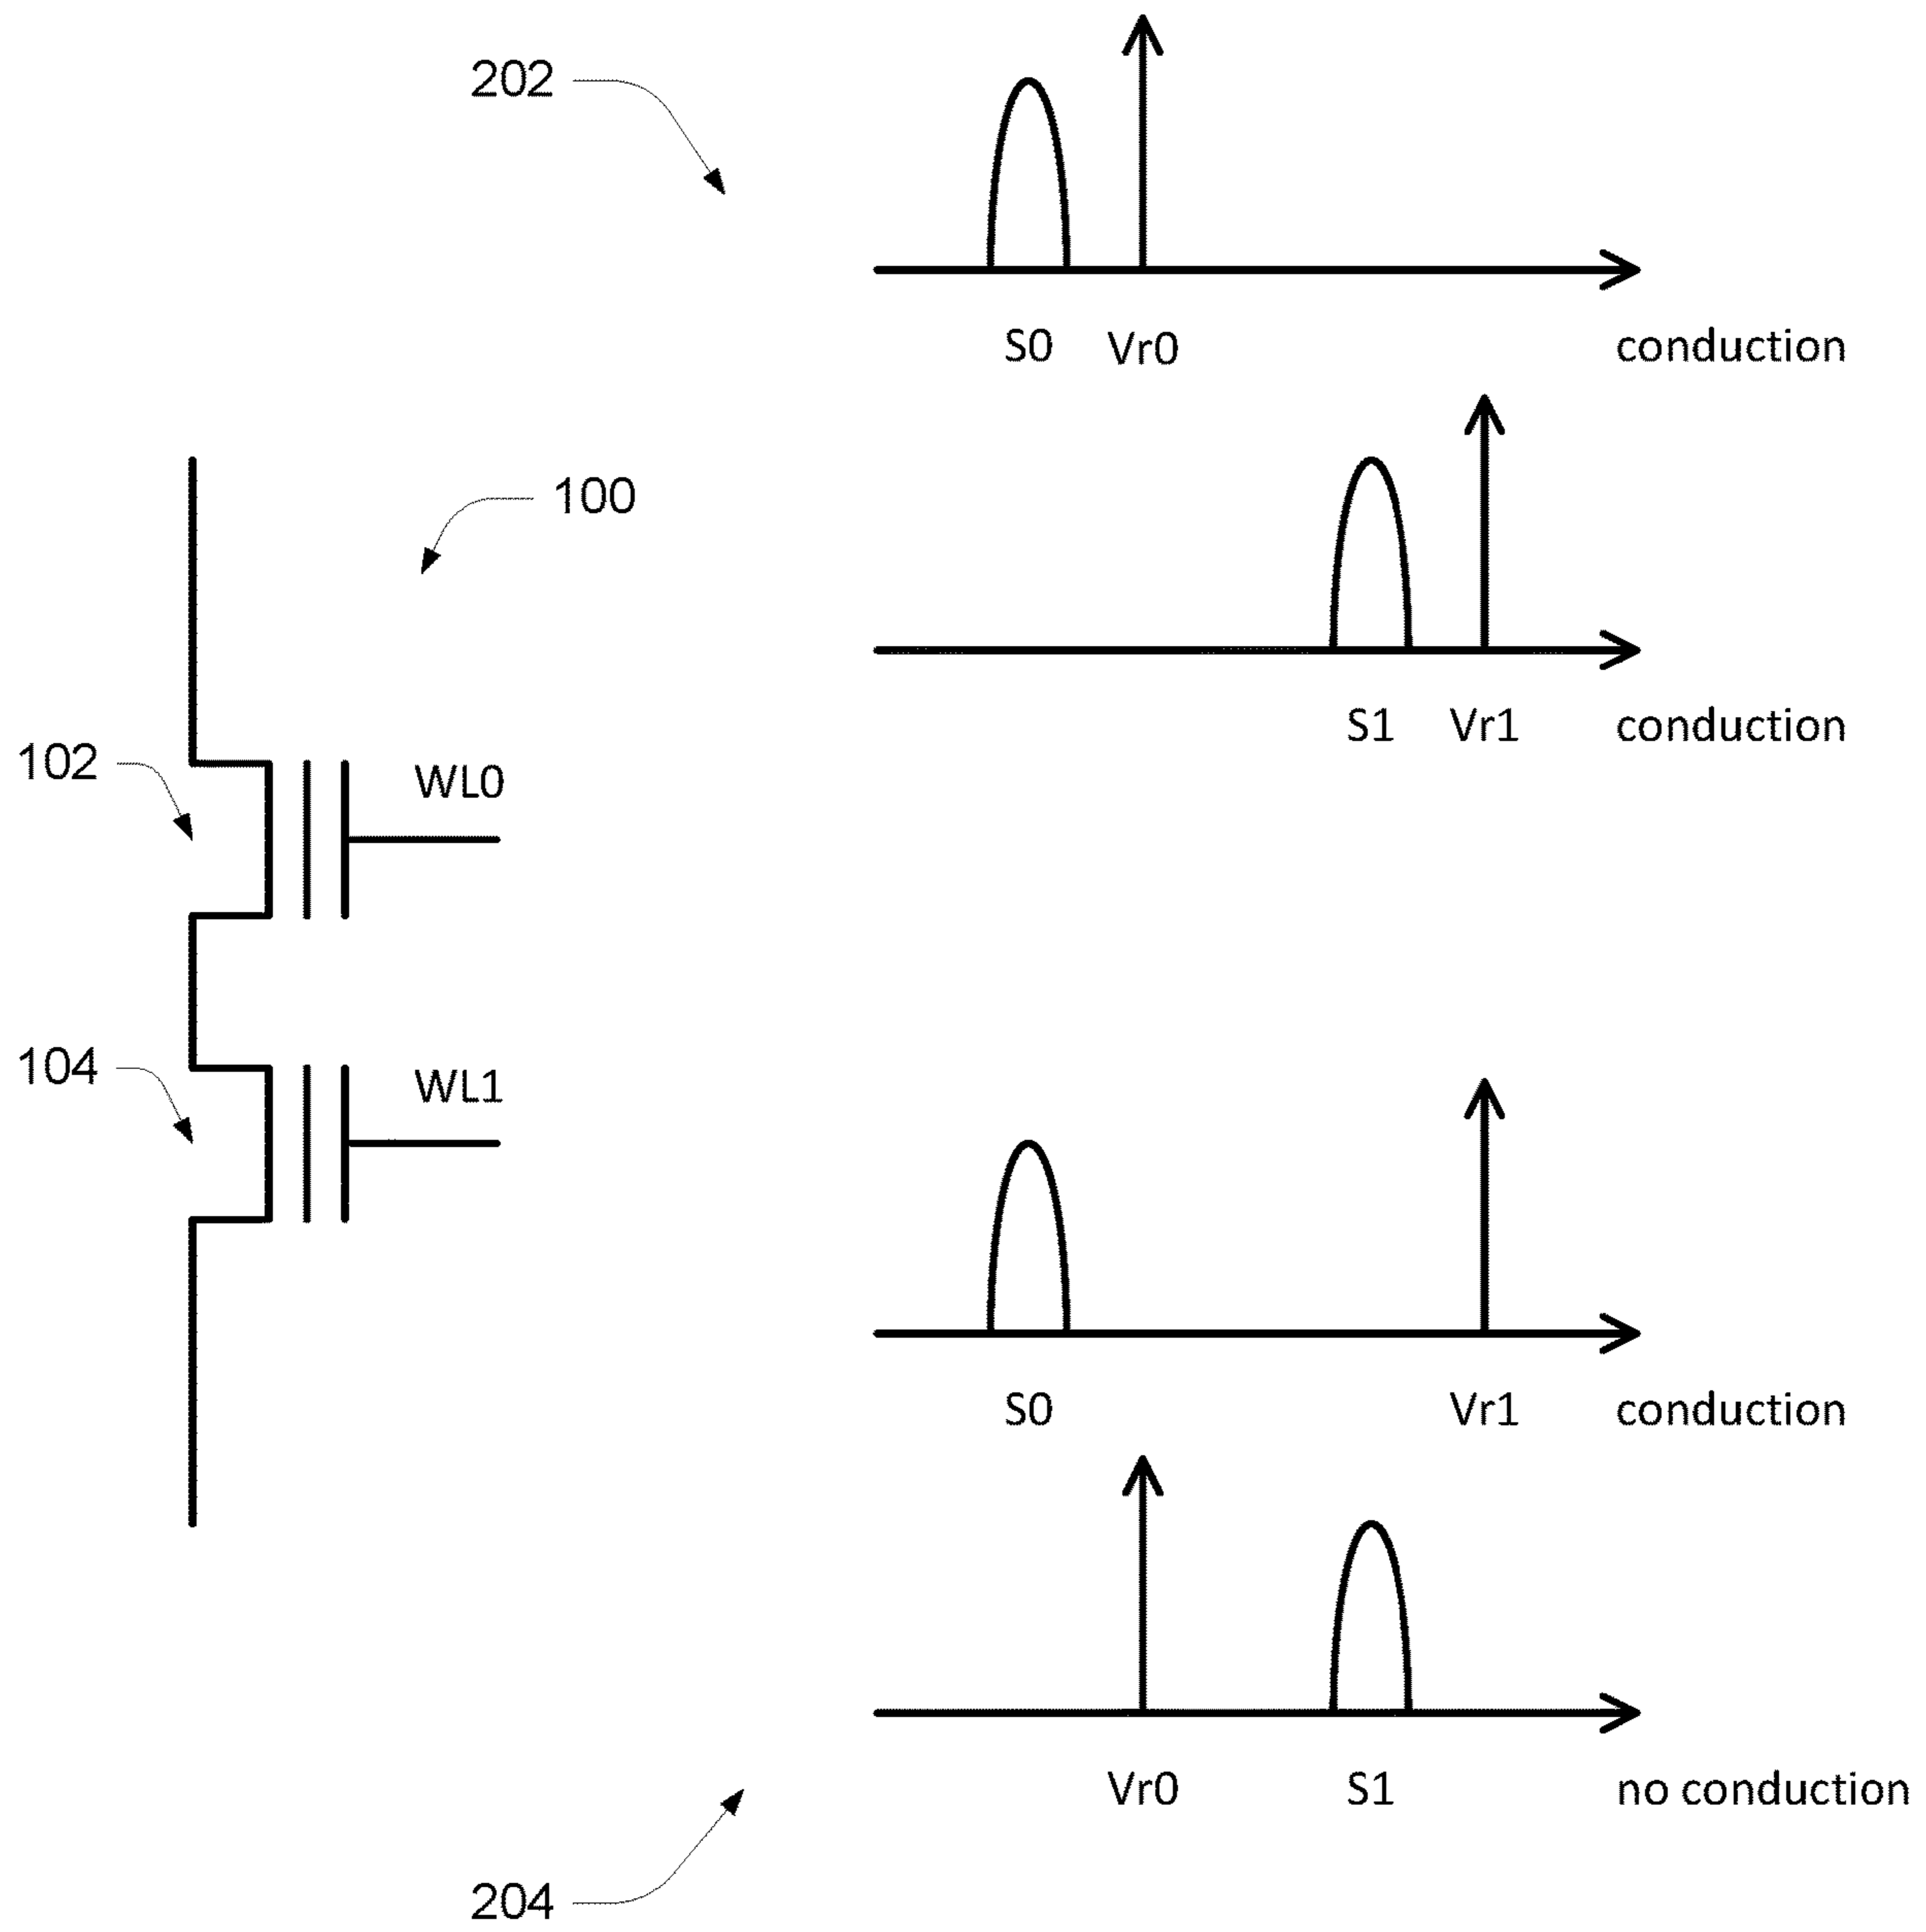 202
S0 Vr0 conduction
100
S1 Vr1 conduction
102 WL0
104 WL1
S0 Vr1 conduction
Vr0 S1 no conduction
204